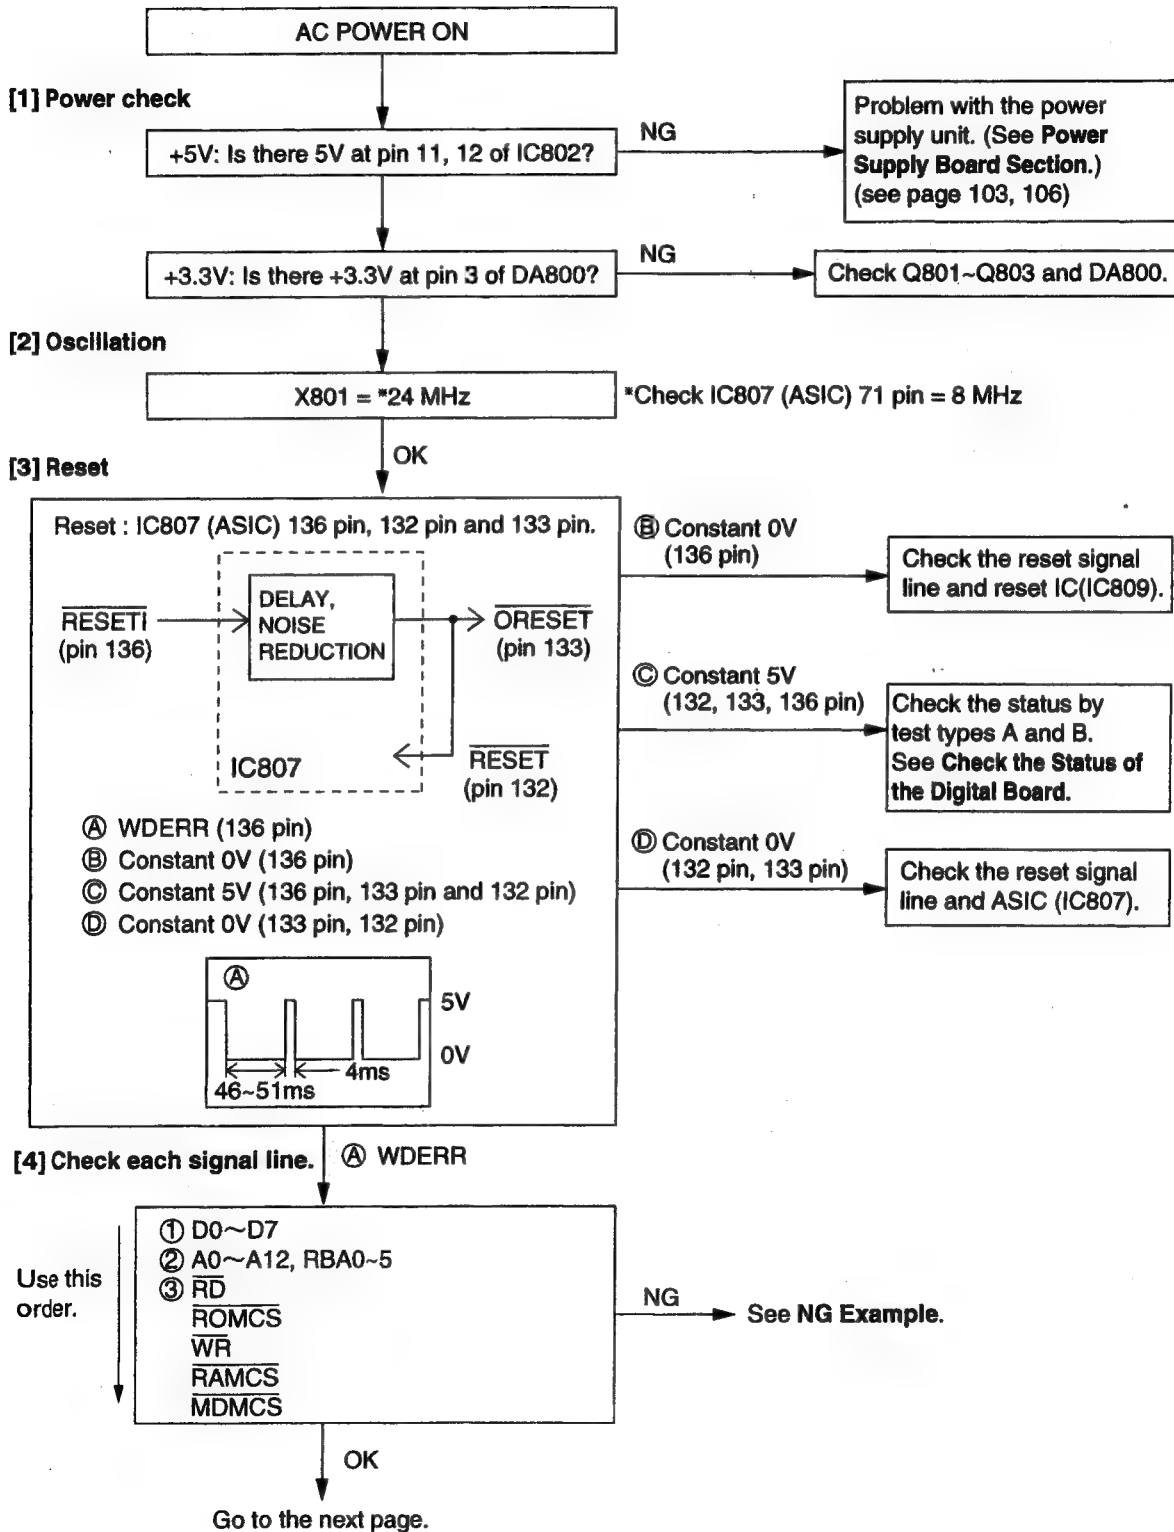 AC POWER ON
[1] Power check
+5V: Is there 5V at pin 11, 12 of IC802?
NG
Problem with the power
supply unit. (See Power
Supply Board Section.)
(see page 103, 106)
+3.3V: Is there +3.3V at pin 3 of DA800?
NG
Check Q801~Q803 and DA800.
[2] Oscillation
X801 = *24 MHz
*Check IC807 (ASIC) 71 pin = 8 MHz
OK
[3] Reset
Reset : IC807 (ASIC) 136 pin, 132 pin and 133 pin.
RESETI
(pin 136)
DELAY,
NOISE
REDUCTION
ORESET
(pin 133)
RESET
(pin 132)
IC807
Ⓐ WDERR (136 pin)
Ⓑ Constant 0V (136 pin)
Ⓒ Constant 5V (136 pin, 133 pin and 132 pin)
Ⓓ Constant 0V (133 pin, 132 pin)
Ⓐ
5V
0V
4ms
46~51ms
Ⓑ Constant 0V
(136 pin)
Check the reset signal
line and reset IC(IC809).
Ⓒ Constant 5V
(132, 133, 136 pin)
Check the status by
test types A and B.
See Check the Status of
the Digital Board.
Ⓓ Constant 0V
(132 pin, 133 pin)
Check the reset signal
line and ASIC (IC807).
[4] Check each signal line.
Ⓐ WDERR
Use this
order.
① D0~D7
② A0~A12, RBA0~5
③ RD
ROMCS
WR
RAMCS
MDMCS
NG
See NG Example.
OK
Go to the next page.